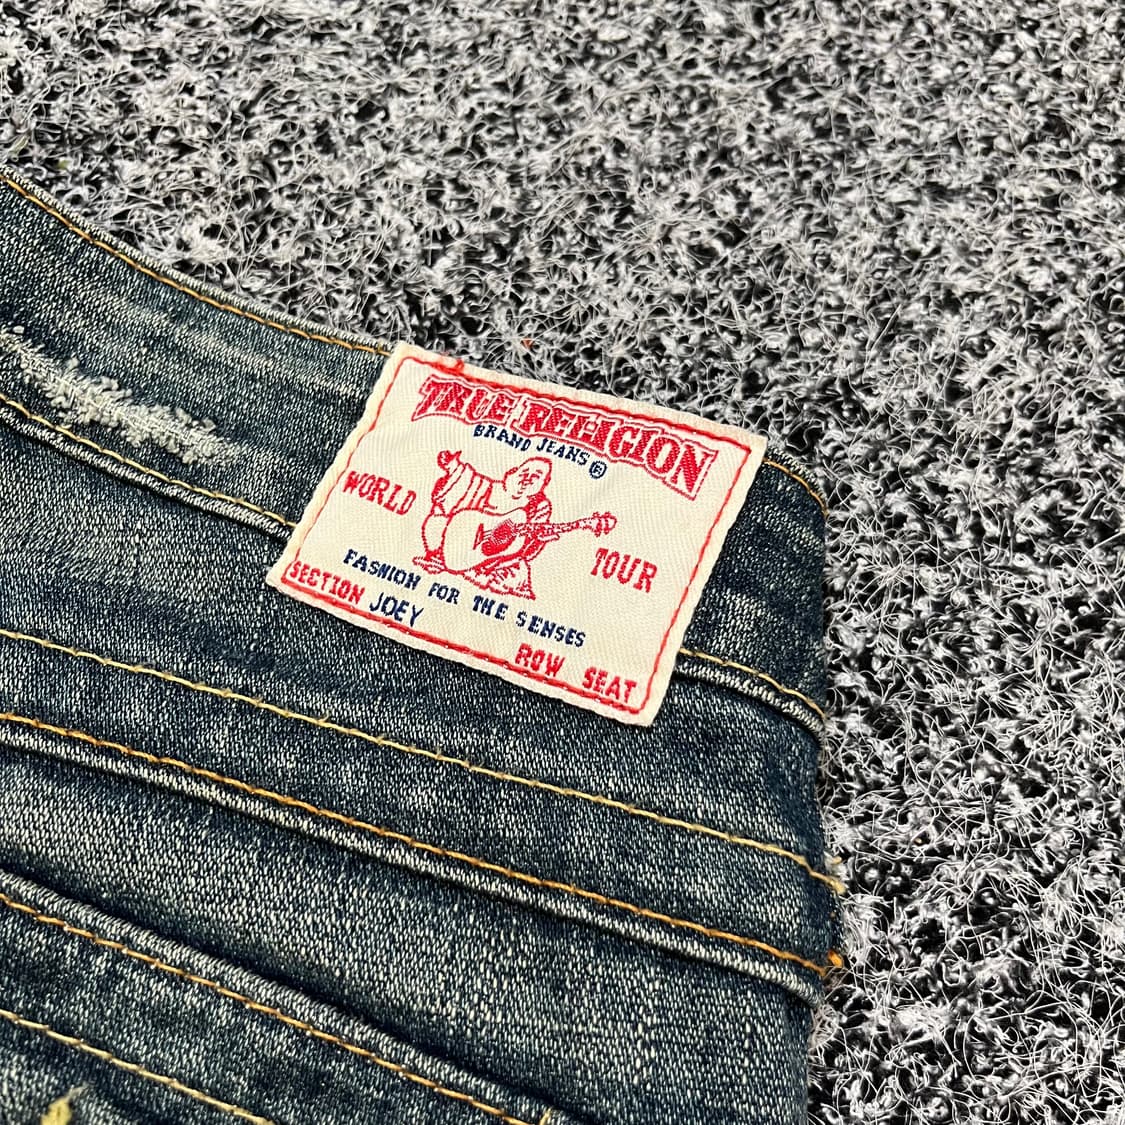 TRUE RELIGION
BRAND JEANS ®
WORLD TOUR
FASHION FOR THE SENSES
SECTION JOEY
ROW SEAT